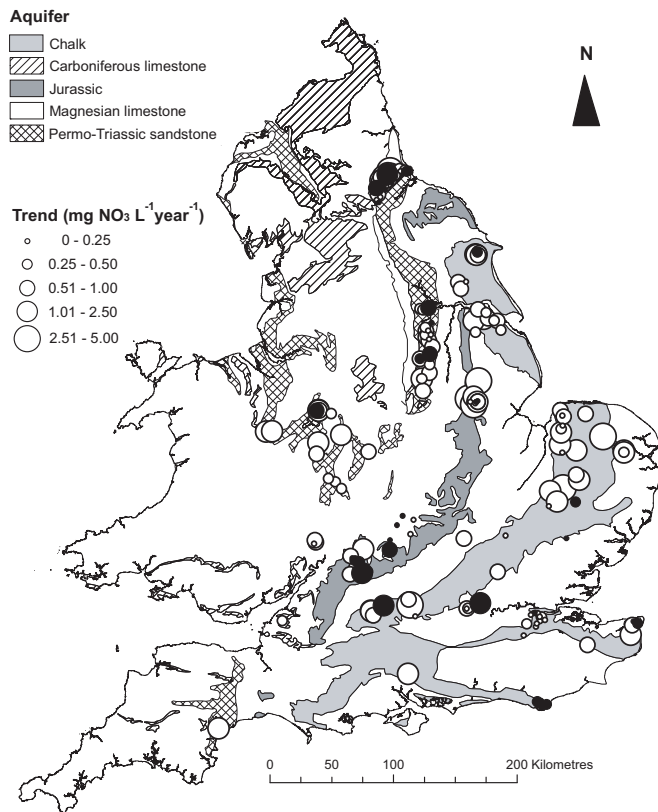 Aquifer
Chalk
Carboniferous limestone
Jurassic
Magnesian limestone
Permo-Triassic sandstone
N
Trend (mg NO₃ L⁻¹year⁻¹)
0 - 0.25
0.25 - 0.50
0.51 - 1.00
1.01 - 2.50
2.51 - 5.00
0 50 100 200 Kilometres